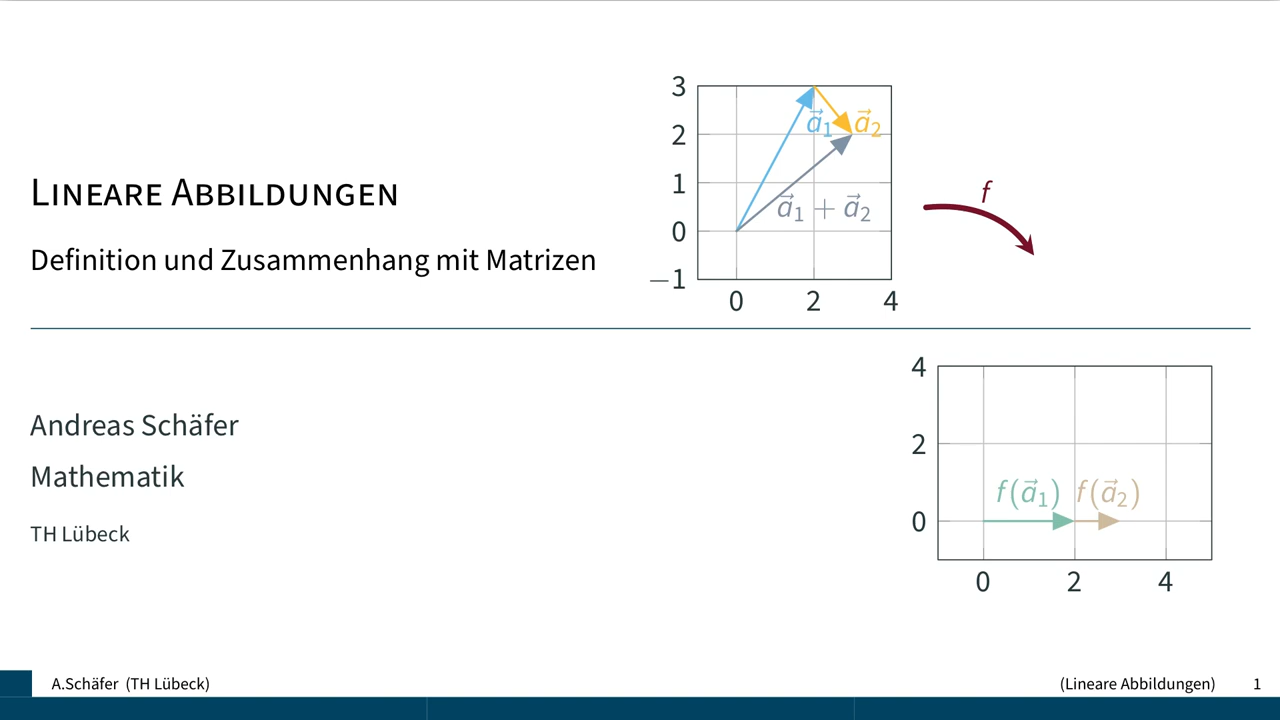 Lineare Abbildungen
Definition und Zusammenhang mit Matrizen
3
2
1
0
−1
0 2 4
a⃗₁
a⃗₂
a⃗₁ + a⃗₂
f
Andreas Schäfer
Mathematik
TH Lübeck
4
2
0
0 2 4
f(a⃗₁) f(a⃗₂)
A.Schäfer (TH Lübeck) (Lineare Abbildungen) 1